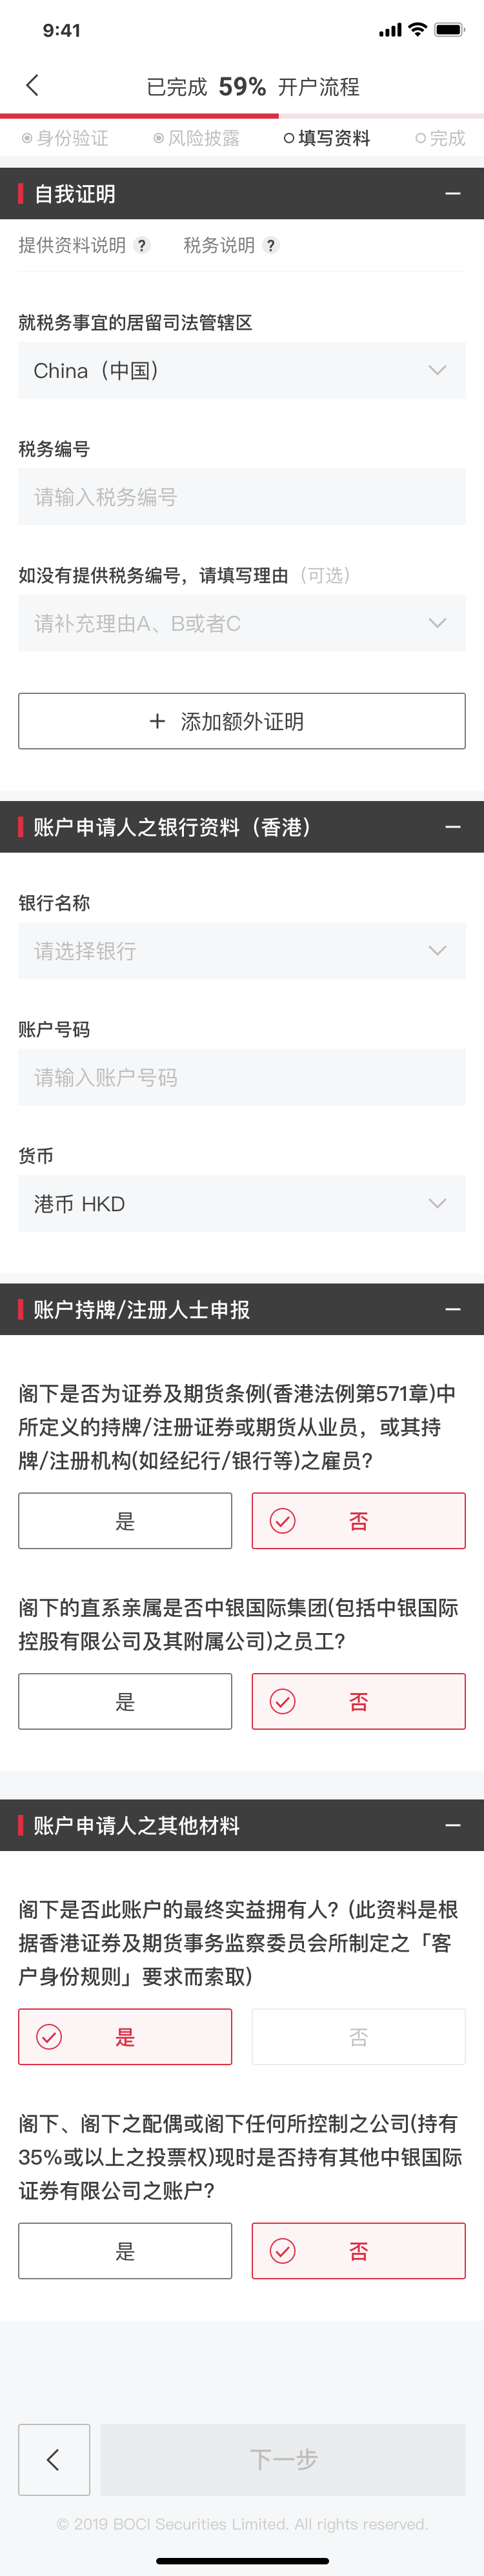 9:41
已完成 59% 开户流程
身份验证 风险披露 填写资料 完成
自我证明
提供资料说明 ? 税务说明 ?
就税务事宜的居留司法管辖区
China（中国）
税务编号
请输入税务编号
如没有提供税务编号，请填写理由（可选）
请补充理由A、B或者C
+ 添加额外证明
账户申请人之银行资料（香港）
银行名称
请选择银行
账户号码
请输入账户号码
货币
港币 HKD
账户持牌/注册人士申报
阁下是否为证券及期货条例(香港法例第571章)中
所定义的持牌/注册证券或期货从业员，或其持
牌/注册机构(如经纪行/银行等)之雇员?
是 否
阁下的直系亲属是否中银国际集团(包括中银国际
控股有限公司及其附属公司)之员工?
是 否
账户申请人之其他材料
阁下是否此账户的最终实益拥有人? (此资料是根
据香港证券及期货事务监察委员会所制定之「客
户身份规则」要求而索取)
是 否
阁下、阁下之配偶或阁下任何所控制之公司(持有
35%或以上之投票权)现时是否持有其他中银国际
证券有限公司之账户?
是 否
下一步
© 2019 BOCI Securities Limited. All rights reserved.